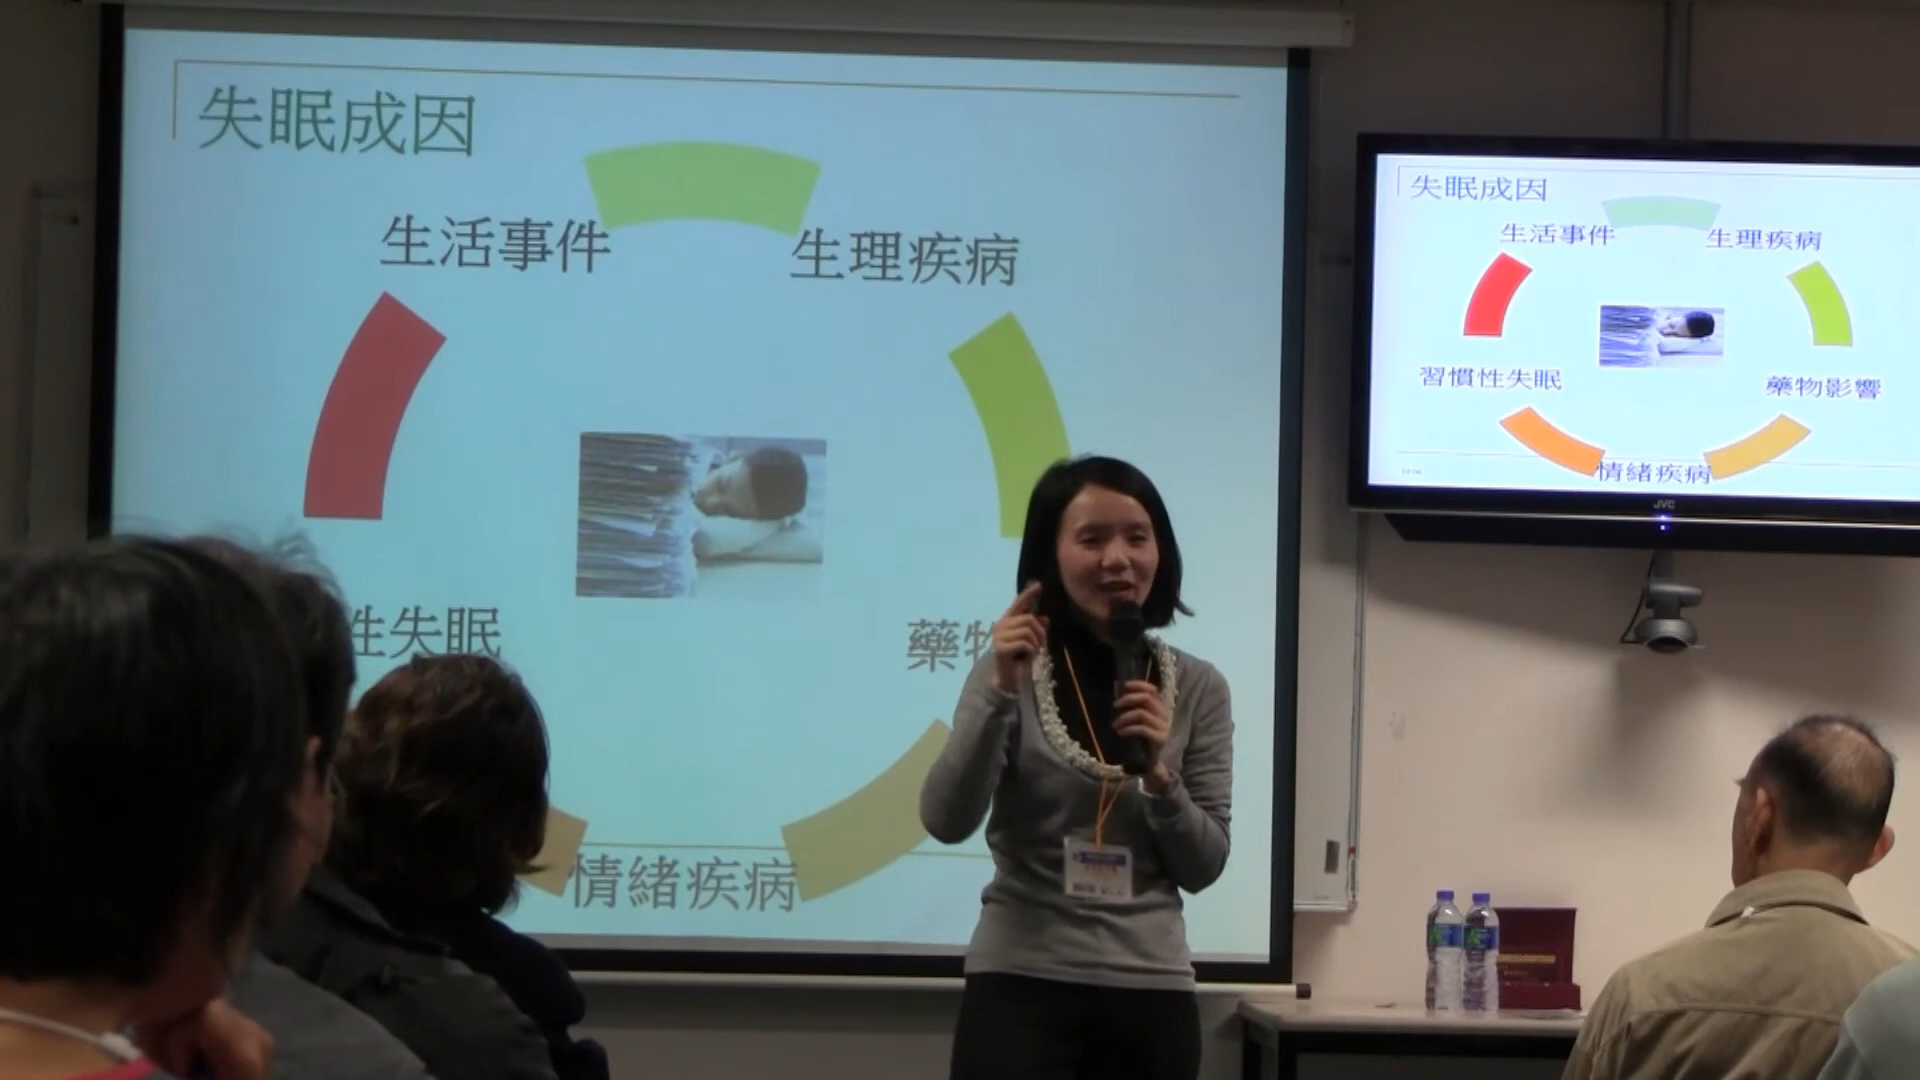 失眠成因
生活事件
生理疾病
性失眠
藥物
情緒疾病
失眠成因
生活事件
生理疾病
習慣性失眠
藥物影響
情緒疾病
JVC